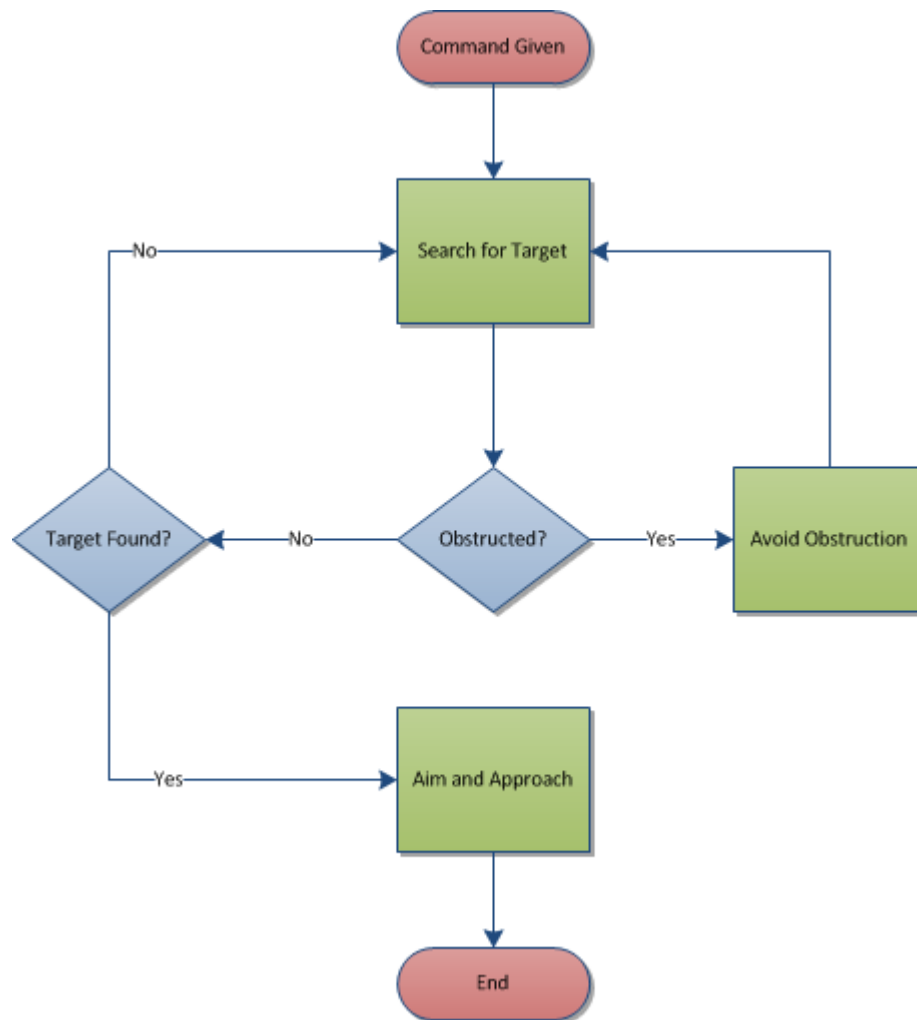 Command Given
No
Search for Target
Target Found?
No
Obstructed?
Yes
Avoid Obstruction
Yes
Aim and Approach
End